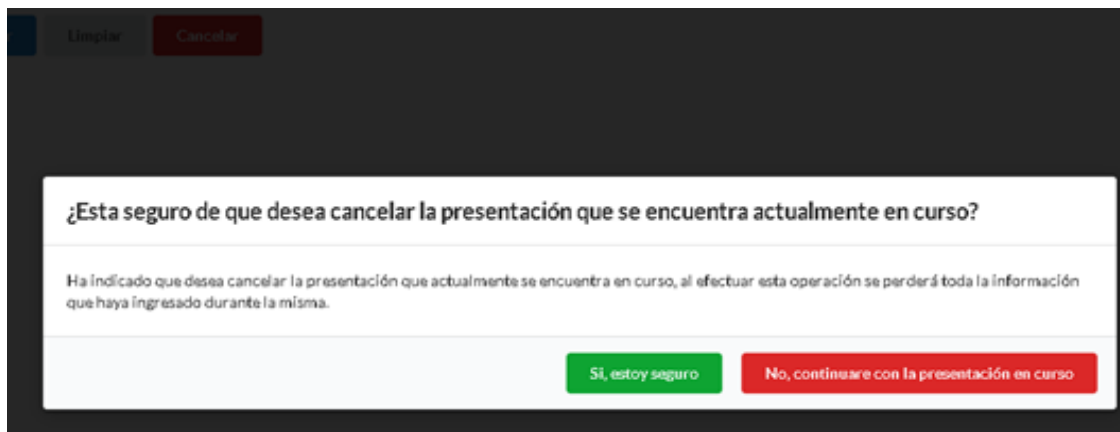 Limpiar
Cancelar
¿Esta seguro de que desea cancelar la presentación que se encuentra actualmente en curso?
Ha indicado que desea cancelar la presentación que actualmente se encuentra en curso, al efectuar esta operación se perderá toda la información
que haya ingresado durante la misma.
Si, estoy seguro
No, continuare con la presentación en curso